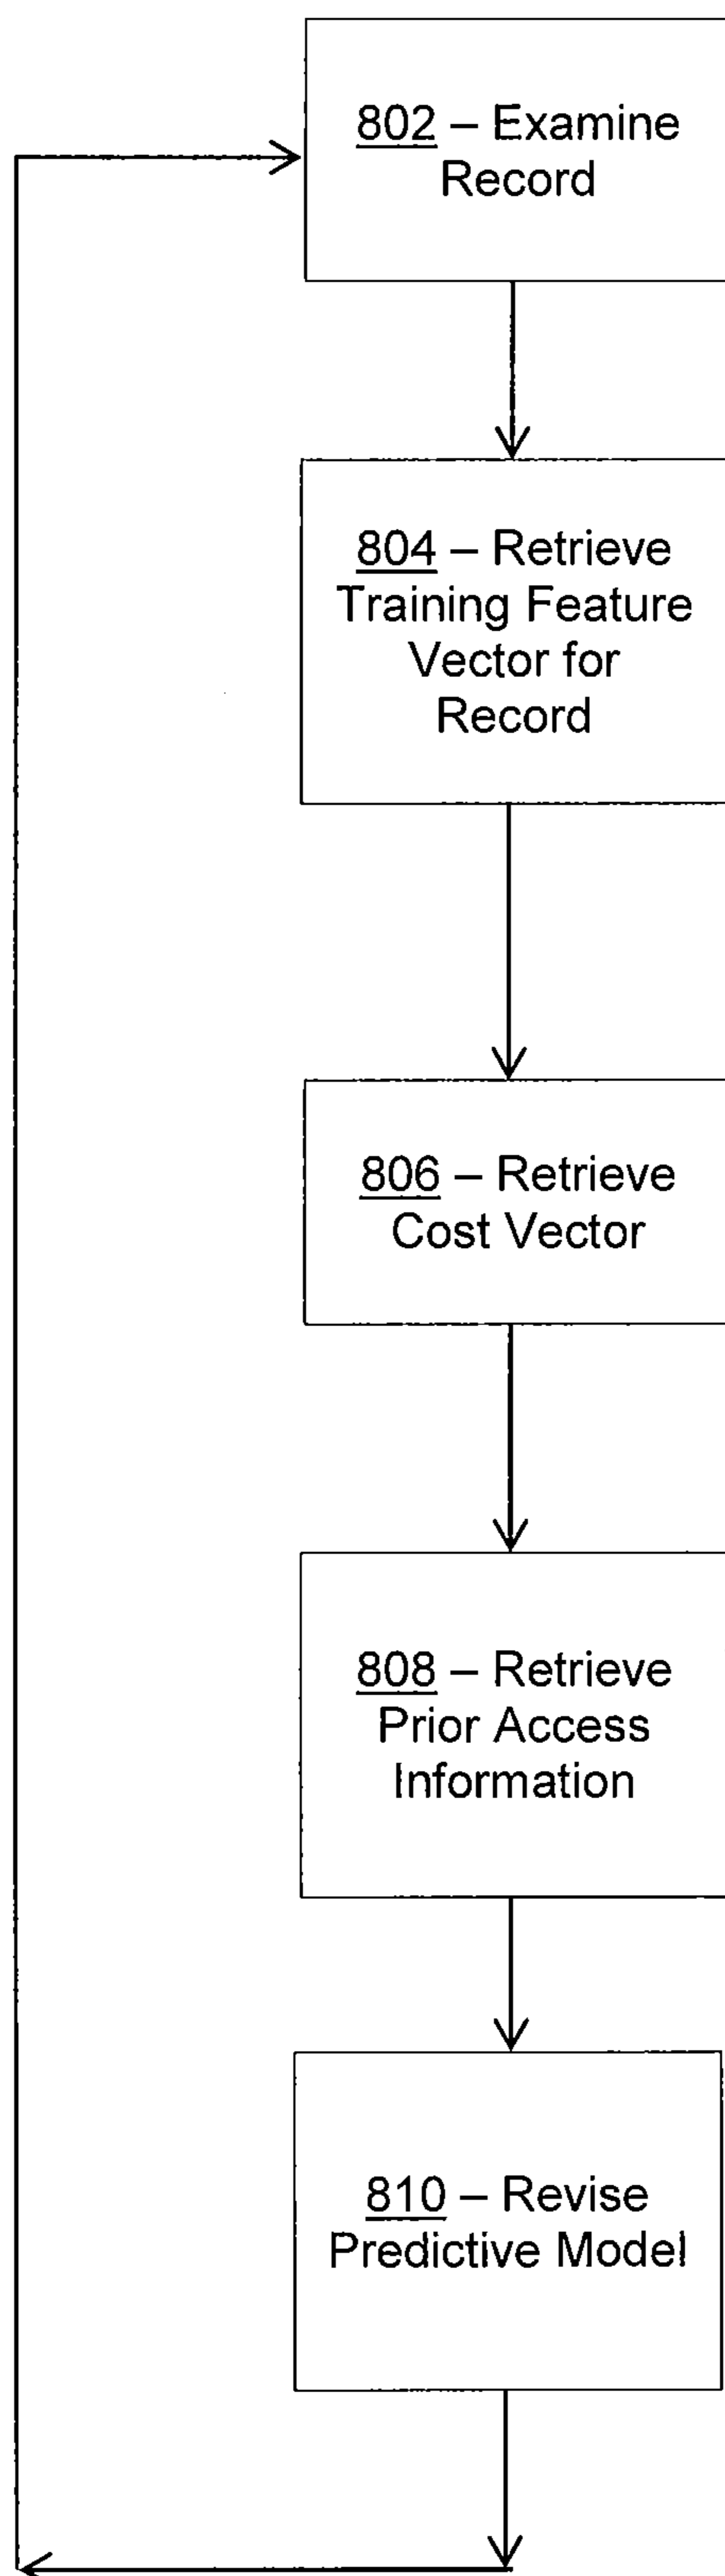 802 – Examine
Record
804 – Retrieve
Training Feature
Vector for
Record
806 – Retrieve
Cost Vector
808 – Retrieve
Prior Access
Information
810 – Revise
Predictive Model